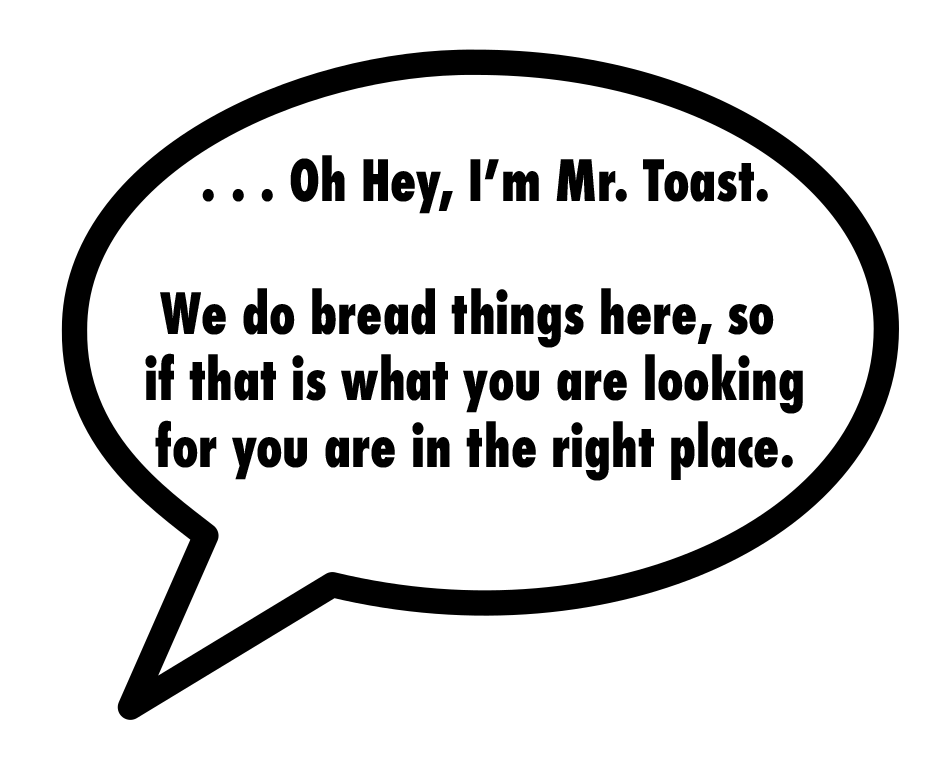 . . . Oh Hey, I’m Mr. Toast.
We do bread things here, so
if that is what you are looking
for you are in the right place.